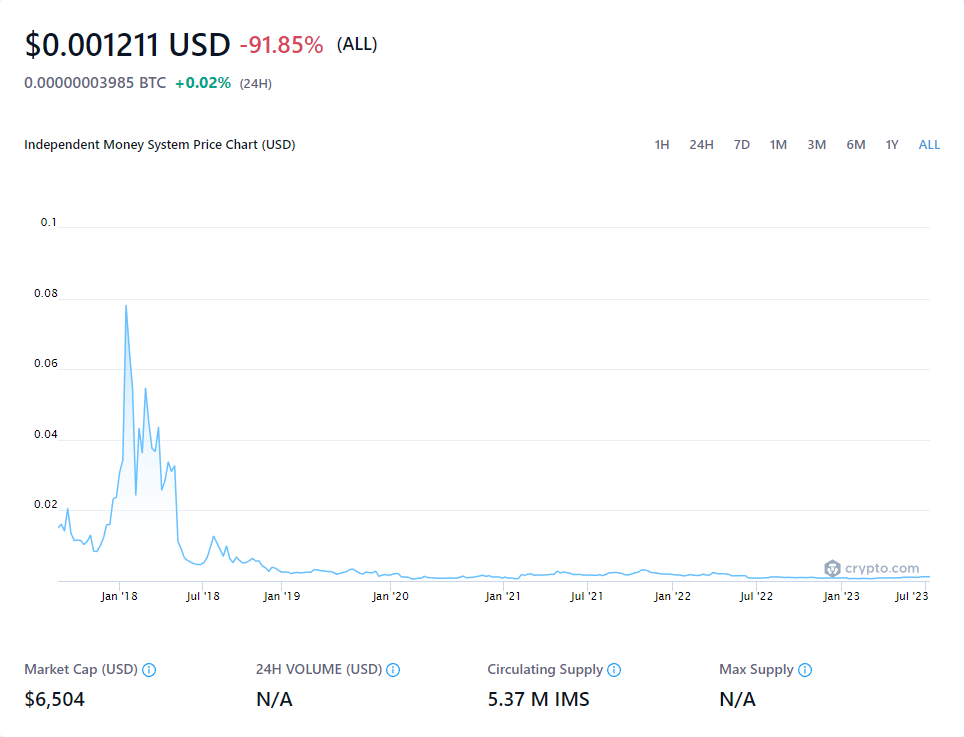 $0.001211 USD -91.85% (ALL)
0.00000003985 BTC +0.02% (24H)
Independent Money System Price Chart (USD) 1H 24H 7D 1M 3M 6M 1Y ALL
0.1
0.08
0.06
0.04
0.02
crypto.com
Jan '18 Jul '18 Jan '19 Jan '20 Jan '21 Jul '21 Jan '22 Jul '22 Jan '23 Jul '23
Market Cap (USD) 24H VOLUME (USD) Circulating Supply Max Supply
$6,504 N/A 5.37 M IMS N/A